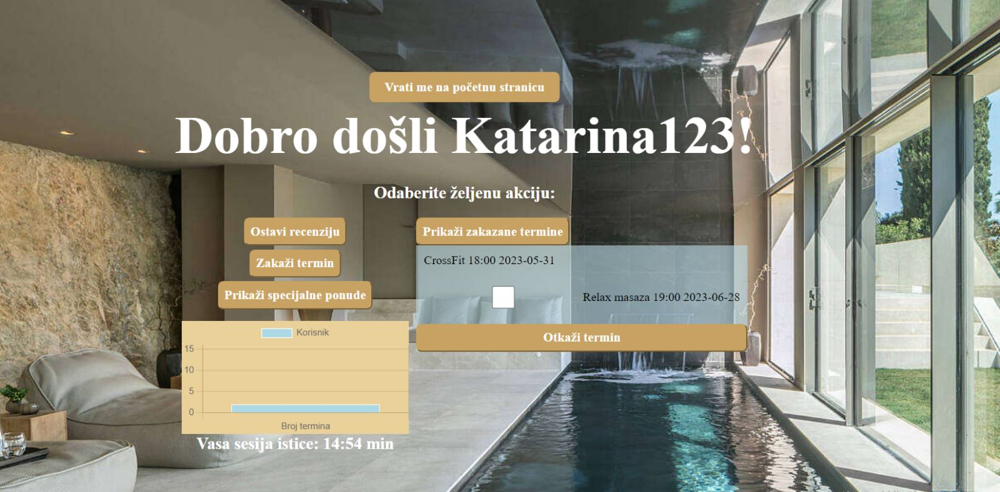 Vrati me na početnu stranicu
Dobro došli Katarina123!
Odaberite željenu akciju:
Ostavi recenziju
Zakaži termin
Prikaži specijalne ponude
Korisnik
15
10
5
0
Broj termina
Vasa sesija istice: 14:54 min
Prikaži zakazane termine
CrossFit 18:00 2023-05-31
Relax masaza 19:00 2023-06-28
Otkaži termin